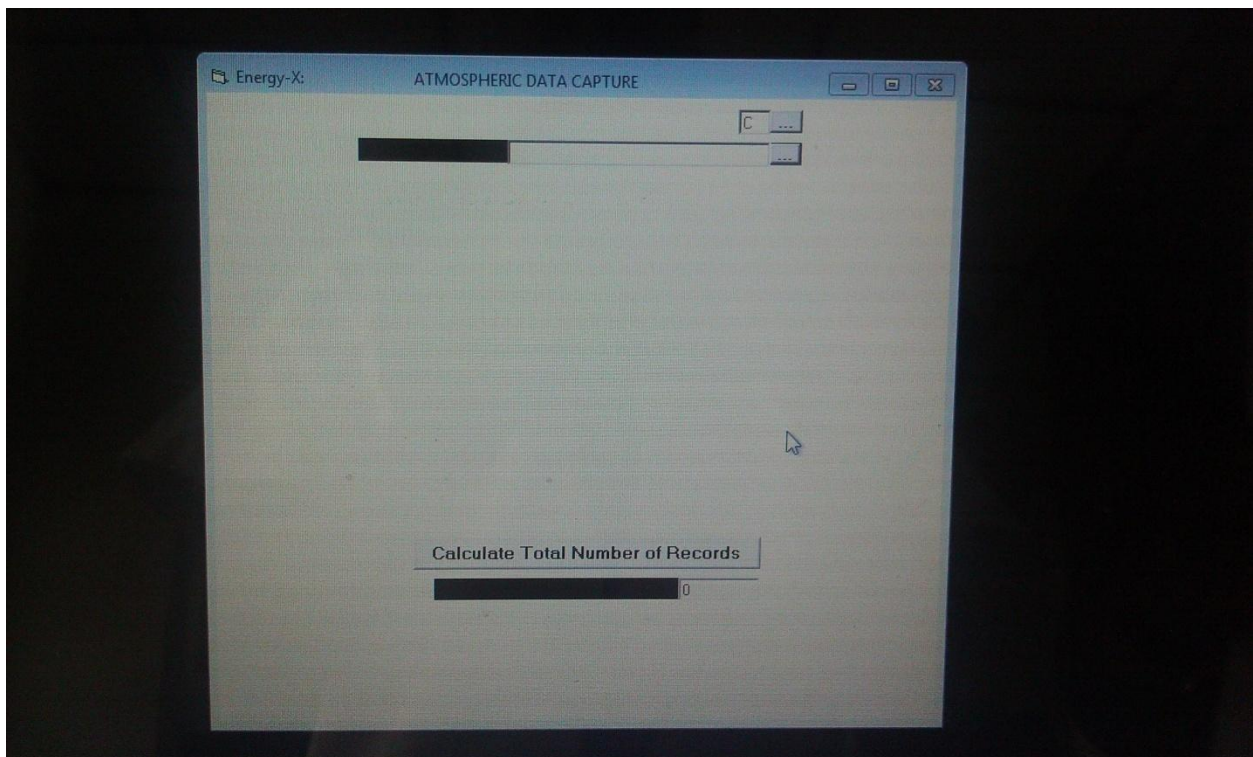 Energy-X: ATMOSPHERIC DATA CAPTURE
C ...
...
Calculate Total Number of Records
0